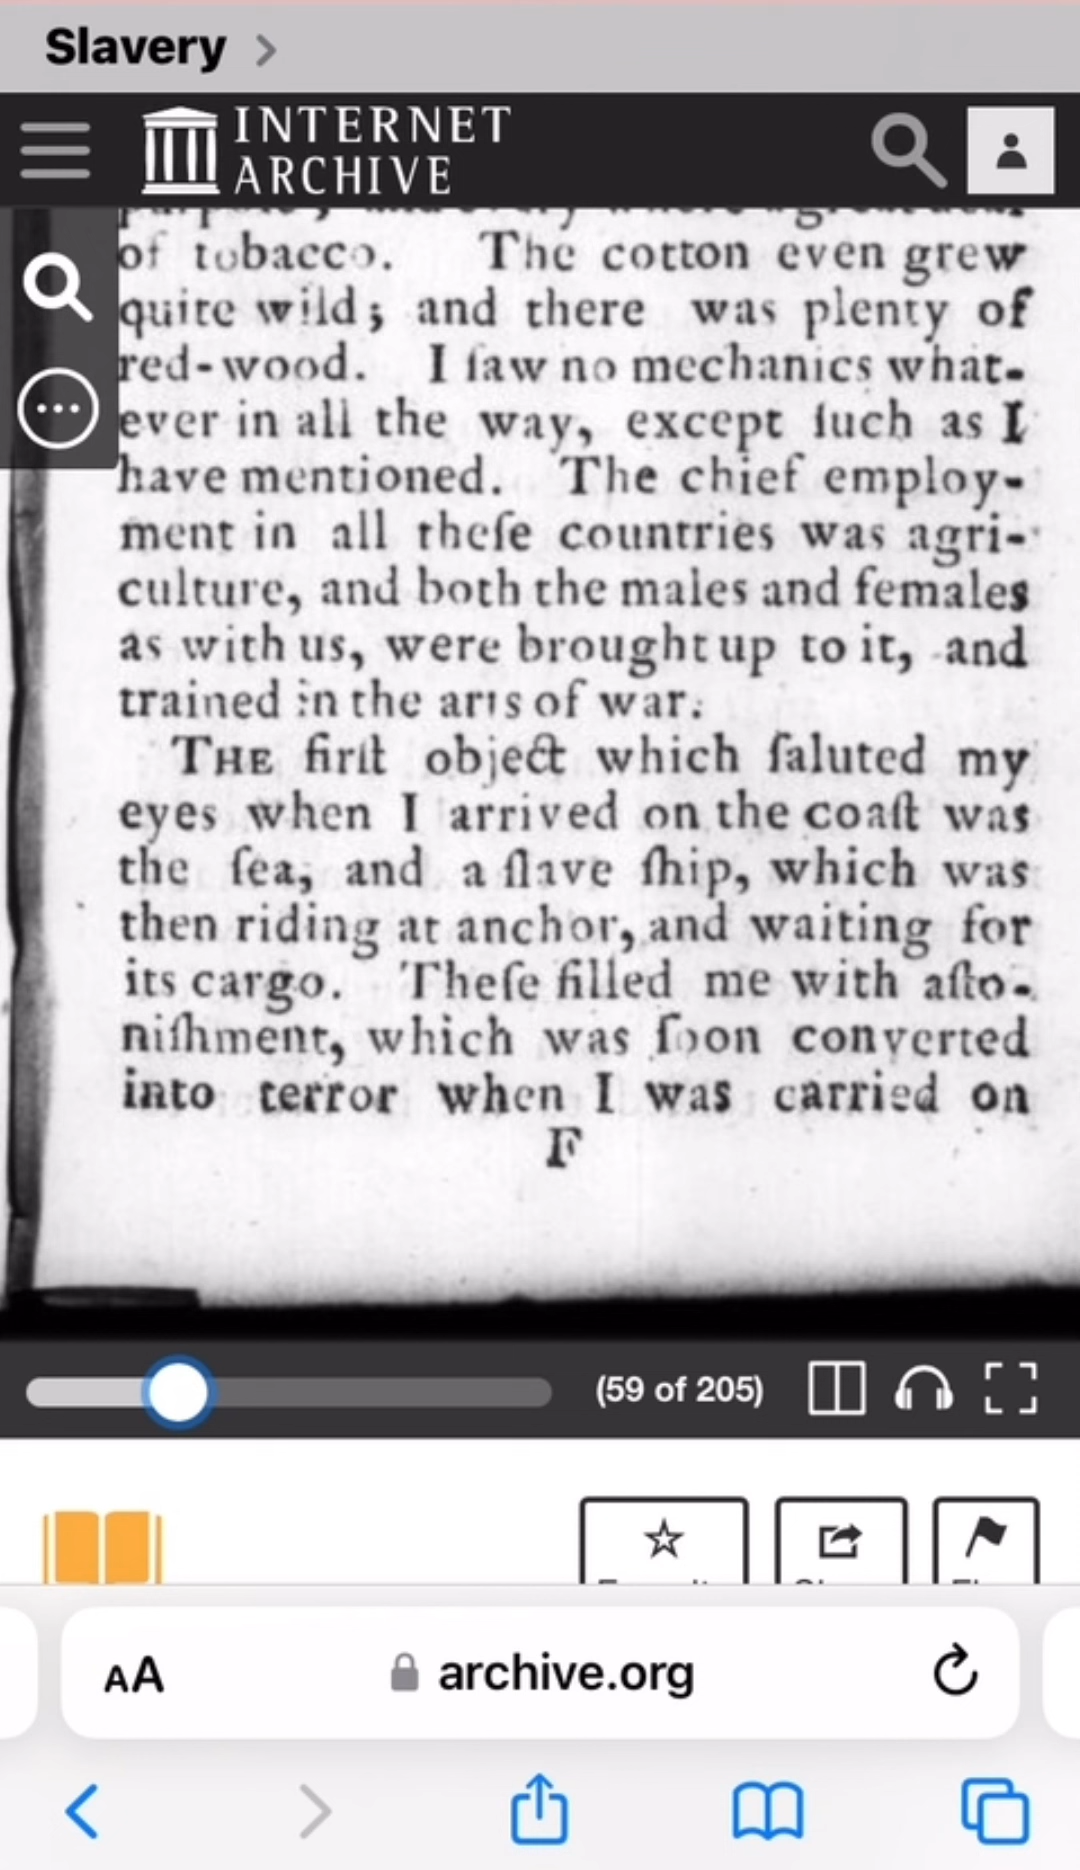 Slavery >
INTERNET
ARCHIVE
of tobacco. The cotton even grew
quite wild; and there was plenty of
red-wood. I ſaw no mechanics what-
ever in all the way, except ſuch as I
have mentioned. The chief employ-
ment in all theſe countries was agri-
culture, and both the males and females
as with us, were brought up to it, and
trained in the arts of war.
THE firſt object which ſaluted my
eyes when I arrived on the coaſt was
the ſea, and a ſlave ſhip, which was
then riding at anchor, and waiting for
its cargo. Theſe filled me with aſto-
niſhment, which was ſoon converted
into terror when I was carried on
F
(59 of 205)
AA archive.org